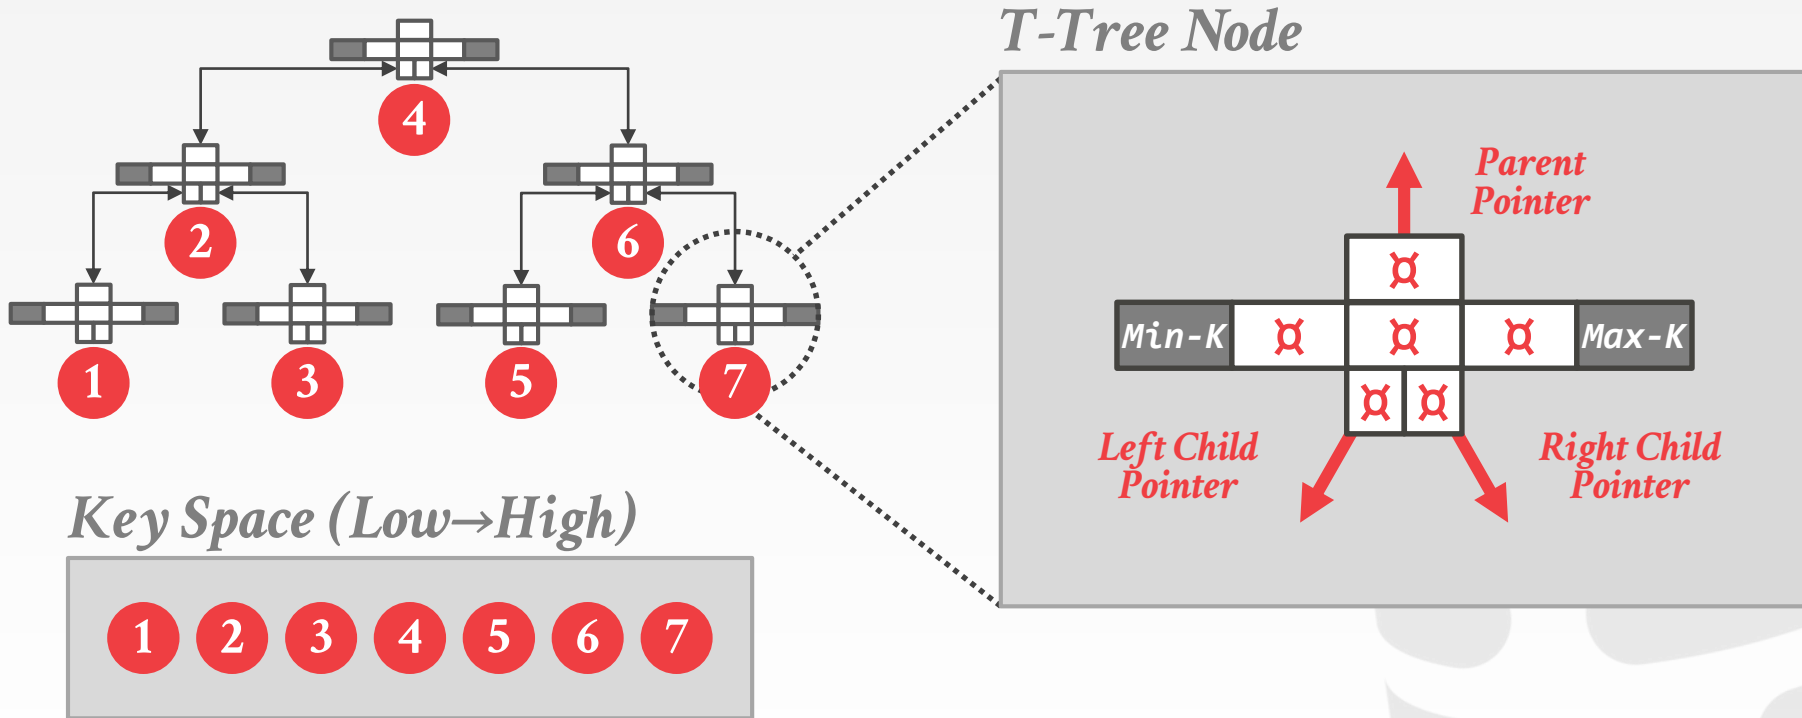 T-Tree Node
4
2
6
1
3
5
7
Parent
Pointer
¤
Min-K ¤ ¤ ¤ Max-K
¤ ¤
Left Child
Pointer
Right Child
Pointer
Key Space (Low→High)
1 2 3 4 5 6 7